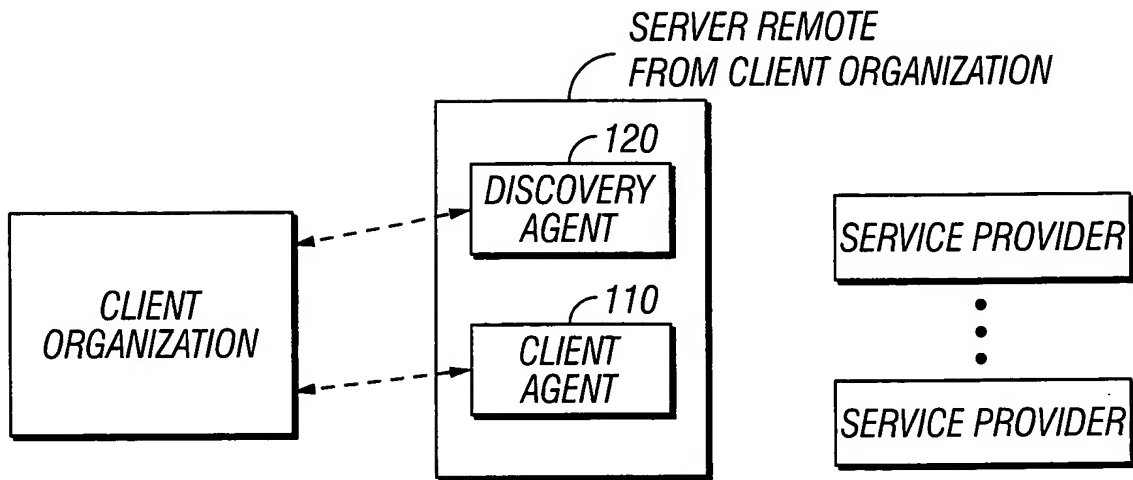 SERVER REMOTE
FROM CLIENT ORGANIZATION
120
DISCOVERY
AGENT
CLIENT
ORGANIZATION
110
CLIENT
AGENT
SERVICE PROVIDER
SERVICE PROVIDER